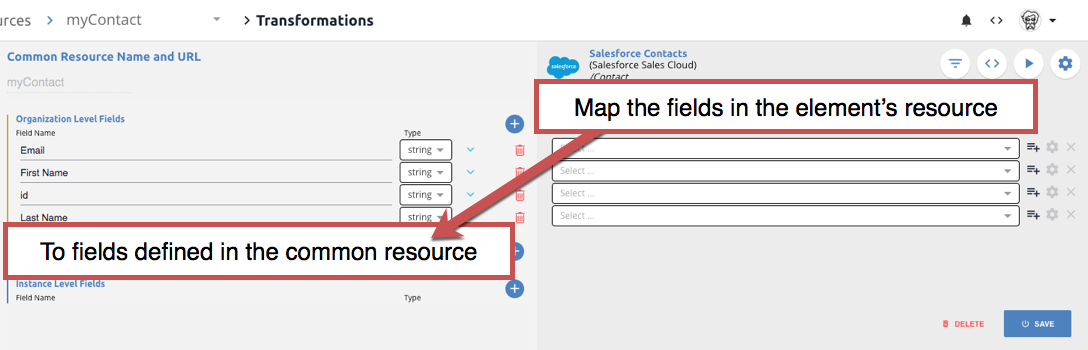 urces > myContact > Transformations
Common Resource Name and URL
myContact
Organization Level Fields
Field Name Type
Email string
First Name string
id string
Last Name string
To fields defined in the common resource
Instance Level Fields
Field Name Type
salesforce
Salesforce Contacts
(Salesforce Sales Cloud)
/Contact
Map the fields in the element's resource
Select ...
Select ...
Select ...
DELETE
SAVE